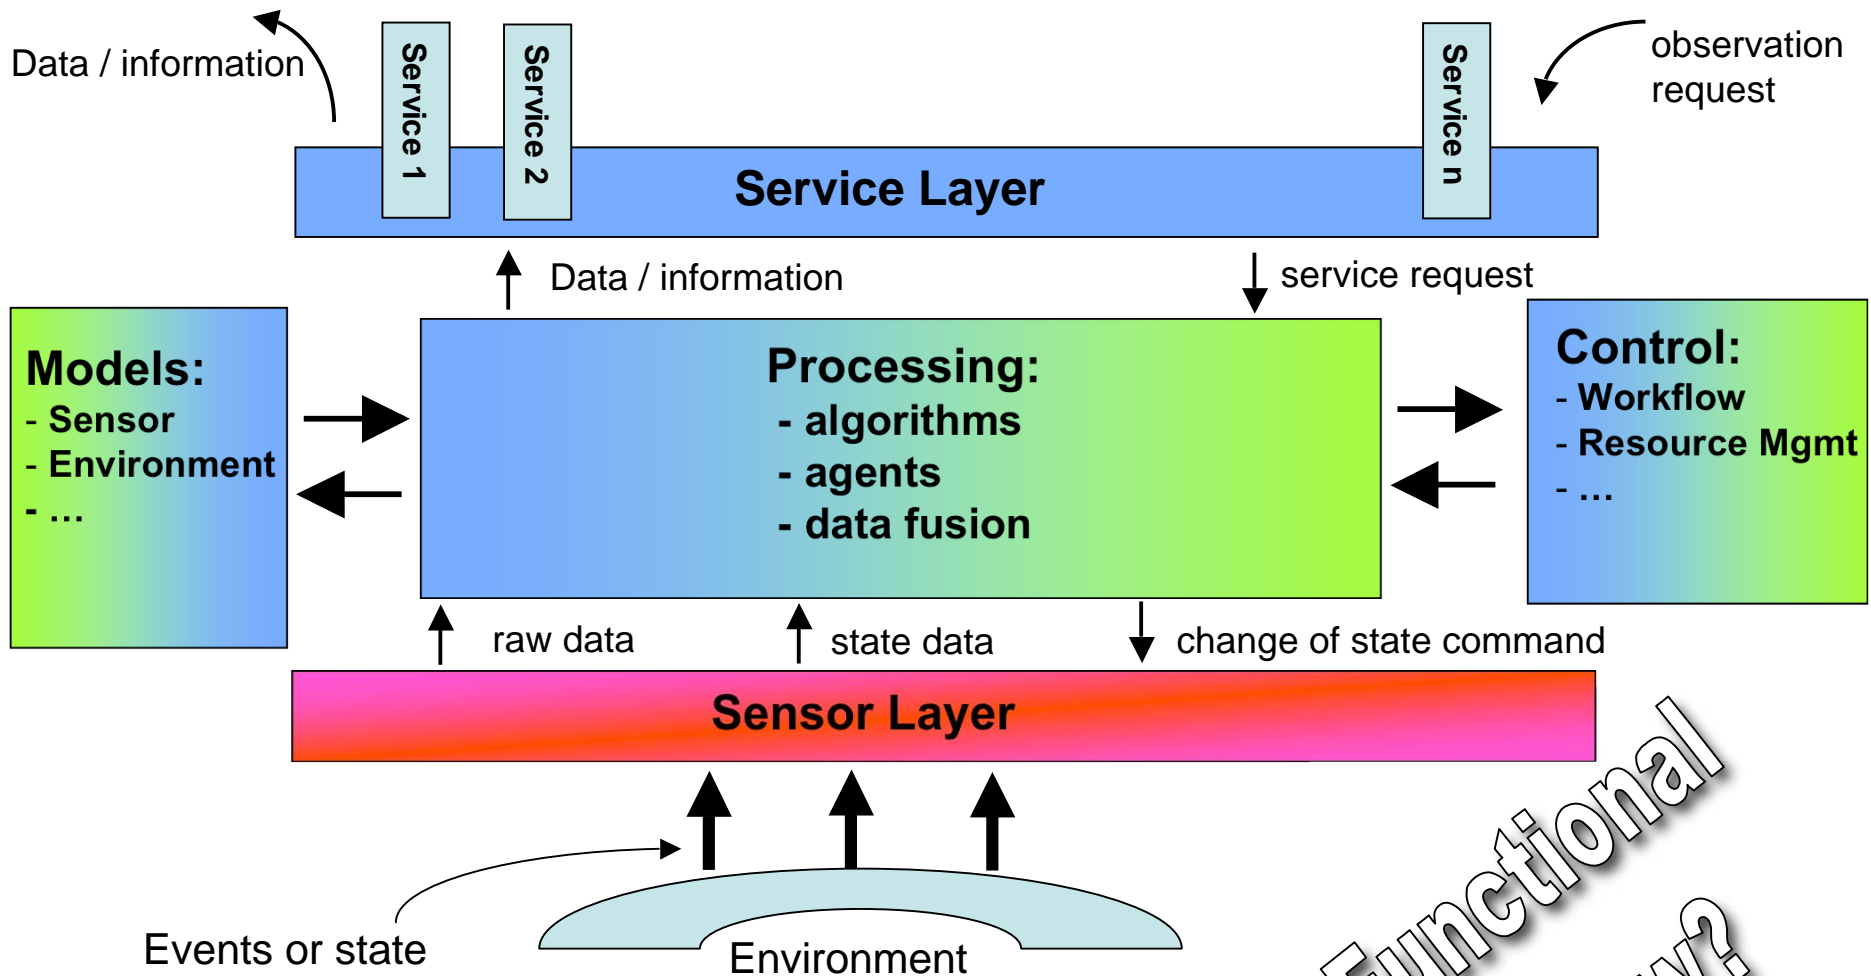 Data / information
Service 1
Service 2
Service n
observation
request
Service Layer
Data / information
service request
Models:
- Sensor
- Environment
- ...
Processing:
- algorithms
- agents
- data fusion
Control:
- Workflow
- Resource Mgmt
- ...
raw data
state data
change of state command
Sensor Layer
Events or state
Environment
Functional